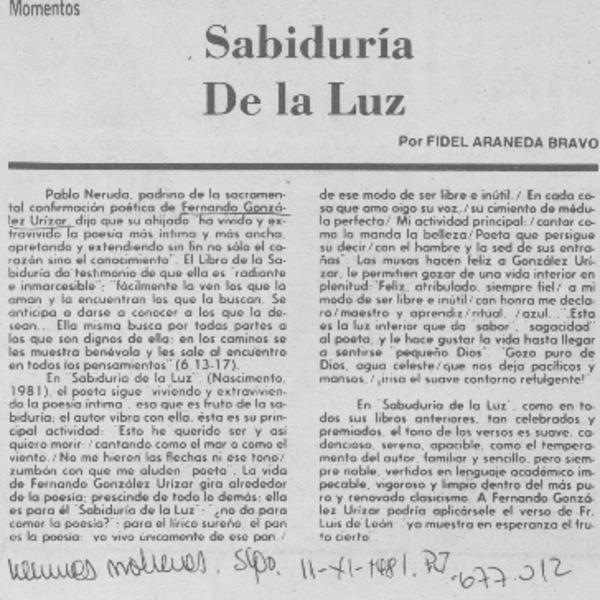 Momentos
Sabiduría
De la Luz
Por FIDEL ARANEDA BRAVO
Pablo Neruda, padrino de la sacramen-
tal confirmación poética de Fernando Gonzá-
lez Urízar dijo que su ahijado "ha vivido y ex-
travivido la poesía más íntima y más ancha,
apretando y extendiendo sin fin no sólo el co-
razón sino el conocimiento". El Libro de la Sa-
biduría da testimonio de que ella es "radiante
e inmarcesible"; "fácilmente la ven los que la
aman y la encuentran los que la buscan. Se
anticipa a darse a conocer a los que la de-
sean... Ella misma busca por todas partes a
los que son dignos de ella; en los caminos se
les muestra benévola y les sale al encuentro
en todos los pensamientos" (6,13-17).
En "Sabiduría de la Luz", (Nascimento,
1981), el poeta sigue "viviendo y extravivien-
do la poesía íntima", esa que es fruto de la sa-
biduría; el autor vibra con ella, ésta es su prin-
cipal actividad: "Esto he querido ser y así
quiero morir:/cantando como el mar o como el
viento./No me hieren las flechas ni ese tono/
zumbón con que me aluden "poeta". La vida
de Fernando González Urízar gira alrededor
de la poesía; prescinde de todo lo demás; ella
es para él "Sabiduría de la Luz": "¿no da para
comer la poesía?"; para el lírico sureño, el pan
es la poesía: yo vivo únicamente de ese pan,/
de ese modo de ser libre e inútil./ En cada co-
sa que amo oigo su voz,/su cimiento de médu-
la perfecta/ Mi actividad principal:/cantar co-
mo la manda la belleza/Poeta que persigue
su decir/con el hombre y la sed de sus entra-
ñas". Las musas hacen feliz a González Urí-
zar, le permiten gozar de una vida interior en
plenitud: "Feliz, atribulado, siempre fiel/ a mi
modo de ser libre e inútil/con honra me decla-
ro/maestro y aprendiz/ritual, /azul...". Esta
es la luz interior que da "sabor", "sagacidad"
al poeta, y le hace gustar la vida hasta llegar
a sentirse "pequeño Dios". "Gozo puro de
Dios, agua celeste/que nos deja pacíficos y
mansos,/¡irisa el suave contorno refulgente!"
En "Sabuduria de la Luz", como en to-
dos sus libros anteriores, tan celebrados y
premiados, el tono de los versos es suave, ca-
dencioso, sereno, apacible, como el tempera-
mento del autor, familiar y sencillo, pero siem-
pre noble, vertidos en lenguaje académico im-
pecable, vigoroso y limpio dentro del más pu-
ro y renovado clasicismo. A Fernando Gonzá-
lez Urízar podría aplicársele el verso de Fr.
Luis de León "ya muestra en esperanza el fru-
to cierto"
Stgo. 11-XI-1981.
677.012